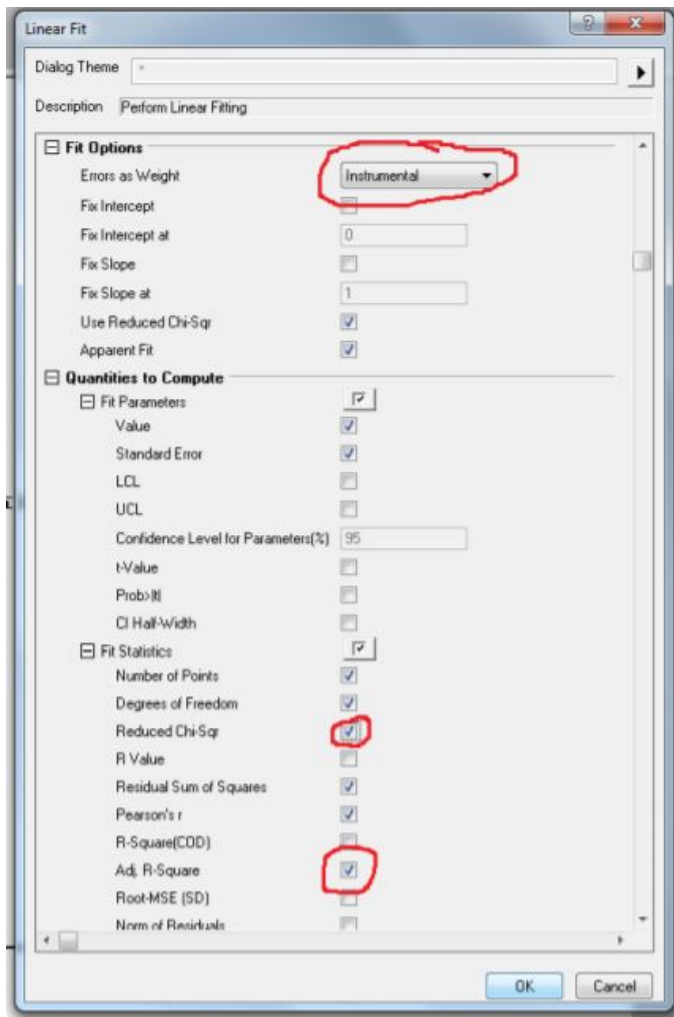 Linear Fit
Dialog Theme *
Description Perform Linear Fitting
Fit Options
Errors as Weight Instrumental
Fix Intercept
Fix Intercept at 0
Fix Slope
Fix Slope at 1
Use Reduced Chi-Sqr
Apparent Fit
Quantities to Compute
Fit Parameters
Value
Standard Error
LCL
UCL
Confidence Level for Parameters(%) 95
t-Value
Prob>|t|
CI Half-Width
Fit Statistics
Number of Points
Degrees of Freedom
Reduced Chi-Sqr
R Value
Residual Sum of Squares
Pearson's r
R-Square(COD)
Adj. R-Square
Root-MSE (SD)
Norm of Residuals
OK Cancel